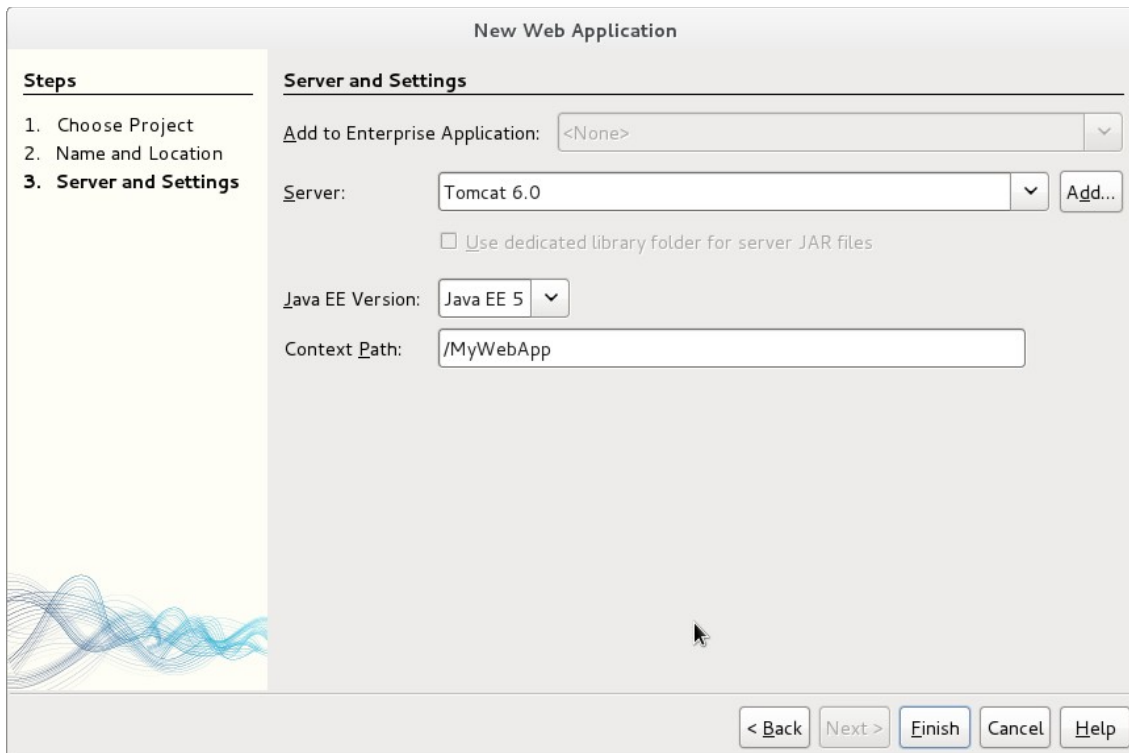 New Web Application
Steps
1. Choose Project
2. Name and Location
3. Server and Settings
Server and Settings
Add to Enterprise Application: <None>
Server: Tomcat 6.0 Add...
Use dedicated library folder for server JAR files
Java EE Version: Java EE 5
Context Path: /MyWebApp
< Back Next > Finish Cancel Help